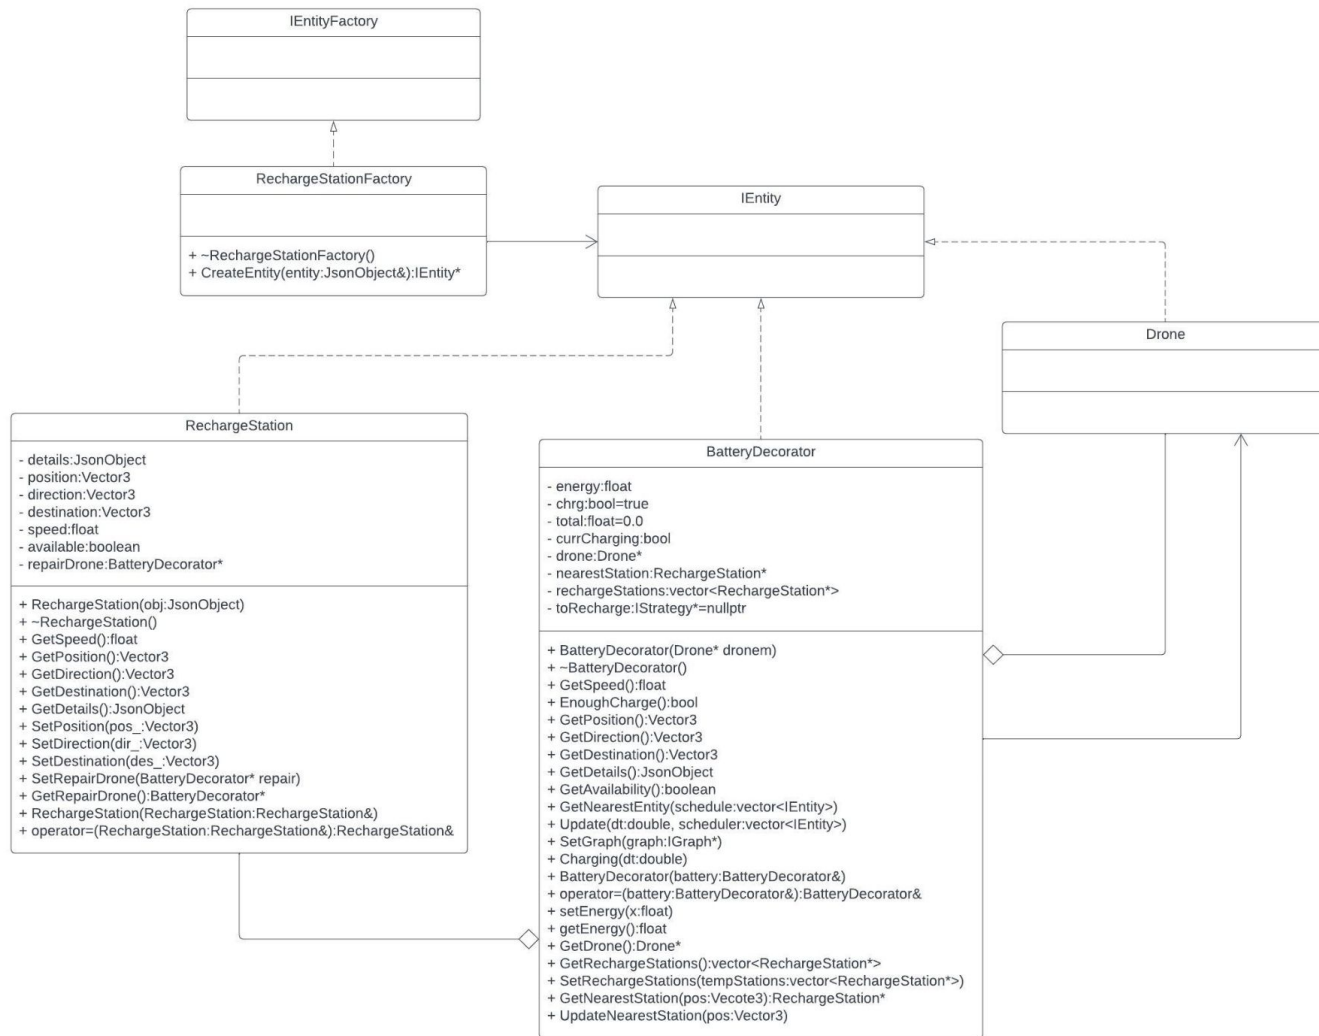 IEntityFactory
RechargeStationFactory
+ ~RechargeStationFactory()
+ CreateEntity(entity:JsonObject&):IEntity*
IEntity
Drone
RechargeStation
- details:JsonObject
- position:Vector3
- direction:Vector3
- destination:Vector3
- speed:float
- available:boolean
- repairDrone:BatteryDecorator*
+ RechargeStation(obj:JsonObject)
+ ~RechargeStation()
+ GetSpeed():float
+ GetPosition():Vector3
+ GetDirection():Vector3
+ GetDestination():Vector3
+ GetDetails():JsonObject
+ SetPosition(pos_:Vector3)
+ SetDirection(dir_:Vector3)
+ SetDestination(des_:Vector3)
+ SetRepairDrone(BatteryDecorator* repair)
+ GetRepairDrone():BatteryDecorator*
+ RechargeStation(RechargeStation:RechargeStation&)
+ operator=(RechargeStation:RechargeStation&):RechargeStation&
BatteryDecorator
- energy:float
- chrg:bool=true
- total:float=0.0
- currCharging:bool
- drone:Drone*
- nearestStation:RechargeStation*
- rechargeStations:vector<RechargeStation*>
- toRecharge:IStrategy*=nullptr
+ BatteryDecorator(Drone* dronem)
+ ~BatteryDecorator()
+ GetSpeed():float
+ EnoughCharge():bool
+ GetPosition():Vector3
+ GetDirection():Vector3
+ GetDestination():Vector3
+ GetDetails():JsonObject
+ GetAvailability():boolean
+ GetNearestEntity(schedule:vector<IEntity>)
+ Update(dt:double, scheduler:vector<IEntity>)
+ SetGraph(graph:IGraph*)
+ Charging(dt:double)
+ BatteryDecorator(battery:BatteryDecorator&)
+ operator=(battery:BatteryDecorator&):BatteryDecorator&
+ setEnergy(x:float)
+ getEnergy():float
+ GetDrone():Drone*
+ GetRechargeStations():vector<RechargeStation*>
+ SetRechargeStations(tempStations:vector<RechargeStation*>)
+ GetNearestStation(pos:Vecote3):RechargeStation*
+ UpdateNearestStation(pos:Vector3)